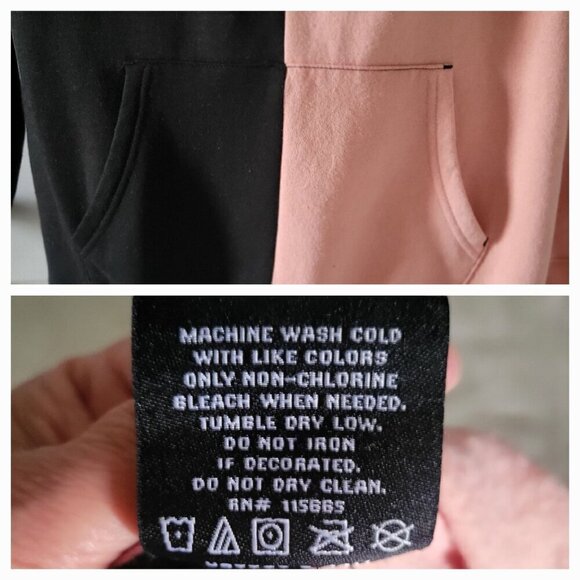 MACHINE WASH COLD
WITH LIKE COLORS
ONLY NON-CHLORINE
BLEACH WHEN NEEDED.
TUMBLE DRY LOW.
DO NOT IRON
IF DECORATED.
DO NOT DRY CLEAN.
RN# 115665